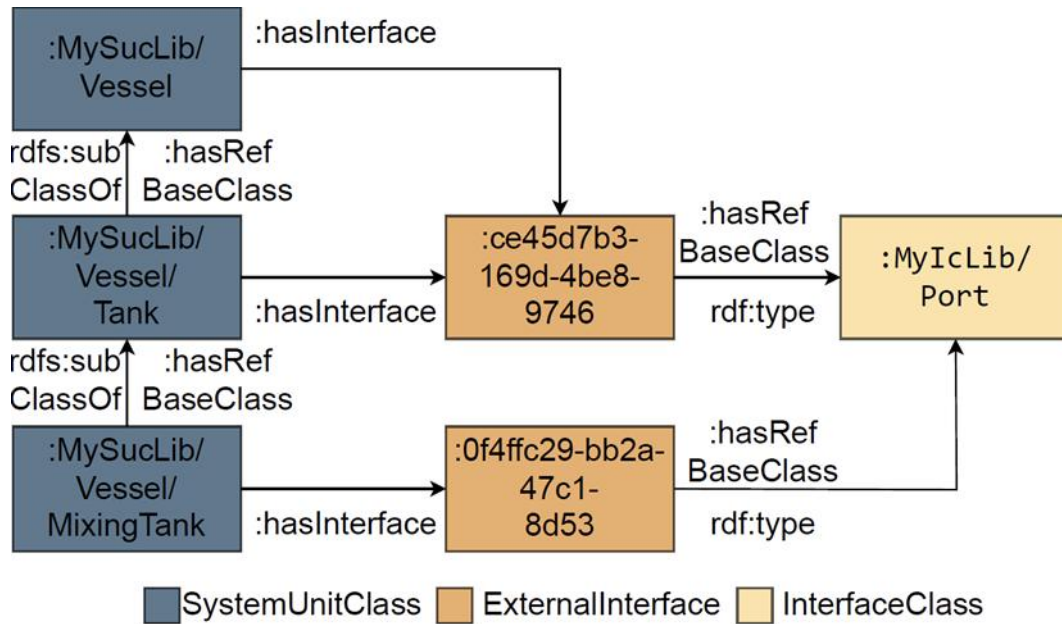 :MySucLib/
Vessel
:hasInterface
rdfs:sub
ClassOf
:hasRef
BaseClass
:MySucLib/
Vessel/
Tank
:hasInterface
:ce45d7b3-
169d-4be8-
9746
:hasRef
BaseClass
rdf:type
:MyIcLib/
Port
rdfs:sub
ClassOf
:hasRef
BaseClass
:MySucLib/
Vessel/
MixingTank
:hasInterface
:0f4ffc29-bb2a-
47c1-
8d53
:hasRef
BaseClass
rdf:type
SystemUnitClass
ExternalInterface
InterfaceClass